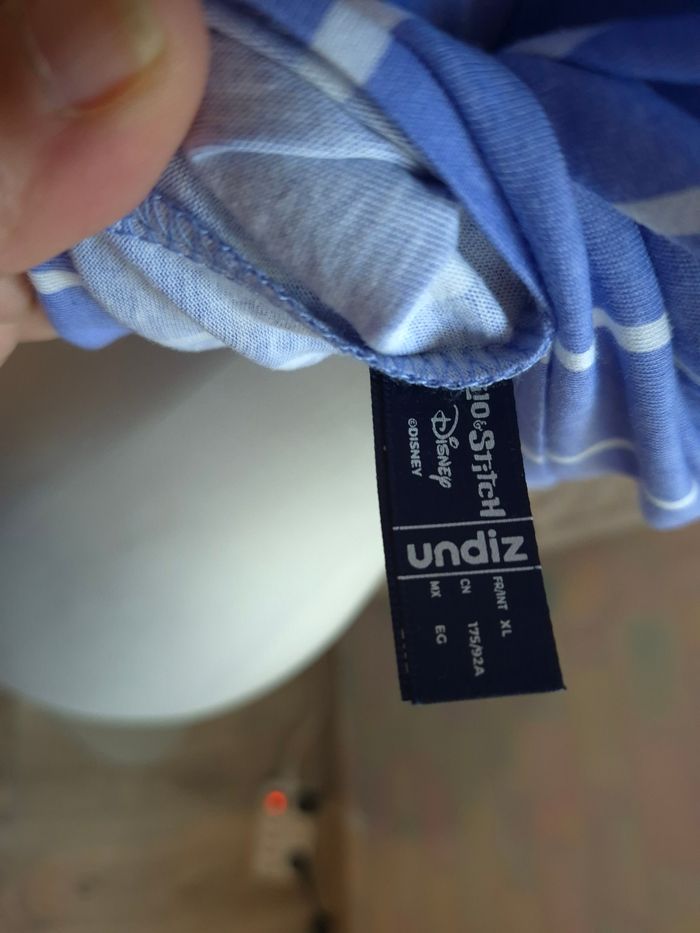 & STitcH
DisNEY
©DISNEY
undiz
FR/INT XL
CN 175/92A
MX EG